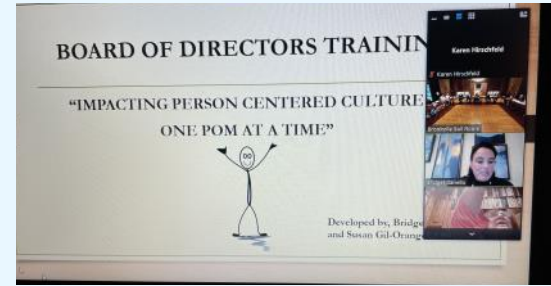 BOARD OF DIRECTORS TRAININ
"IMPACTING PERSON CENTERED CULTURE
ONE POM AT A TIME"
Developed by, Bridge
and Susan Gil-Orang
Karen Hirschfeld
Karen Hirschfeld